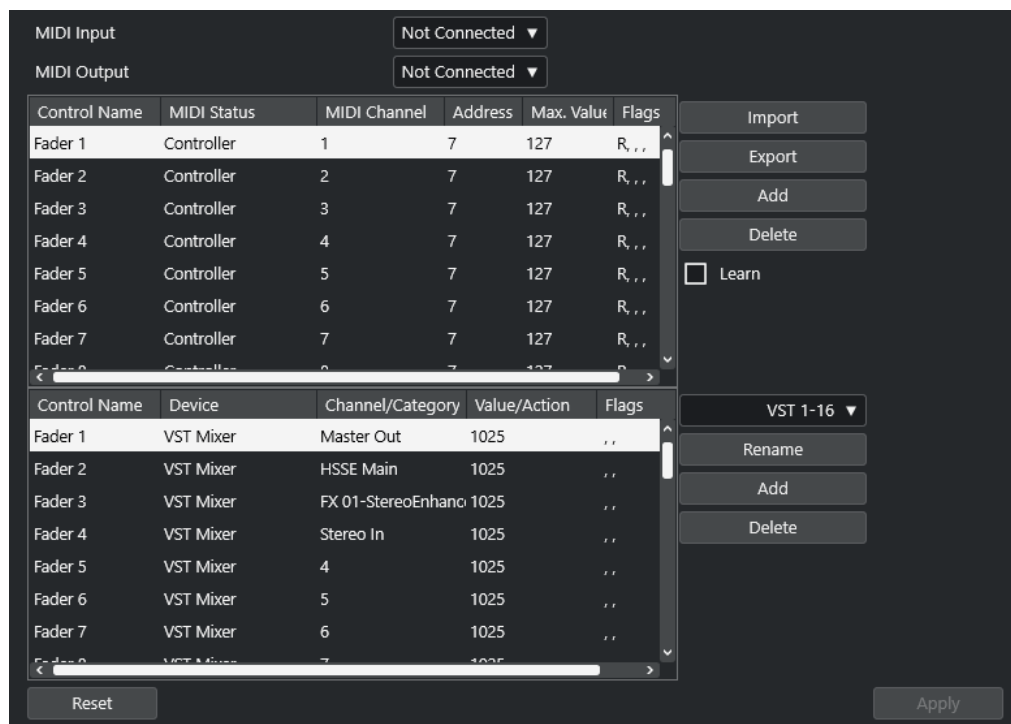 MIDI Input Not Connected ▼
MIDI Output Not Connected ▼
Control Name MIDI Status MIDI Channel Address Max. Value Flags
Fader 1 Controller 1 7 127 R, , ,
Fader 2 Controller 2 7 127 R, , ,
Fader 3 Controller 3 7 127 R, , ,
Fader 4 Controller 4 7 127 R, , ,
Fader 5 Controller 5 7 127 R, , ,
Fader 6 Controller 6 7 127 R, , ,
Fader 7 Controller 7 7 127 R, , ,
Import
Export
Add
Delete
Learn
Control Name Device Channel/Category Value/Action Flags
Fader 1 VST Mixer Master Out 1025 , ,
Fader 2 VST Mixer HSSE Main 1025 , ,
Fader 3 VST Mixer FX 01-StereoEnhanc 1025 , ,
Fader 4 VST Mixer Stereo In 1025 , ,
Fader 5 VST Mixer 4 1025 , ,
Fader 6 VST Mixer 5 1025 , ,
Fader 7 VST Mixer 6 1025 , ,
VST 1-16 ▼
Rename
Add
Delete
Reset
Apply